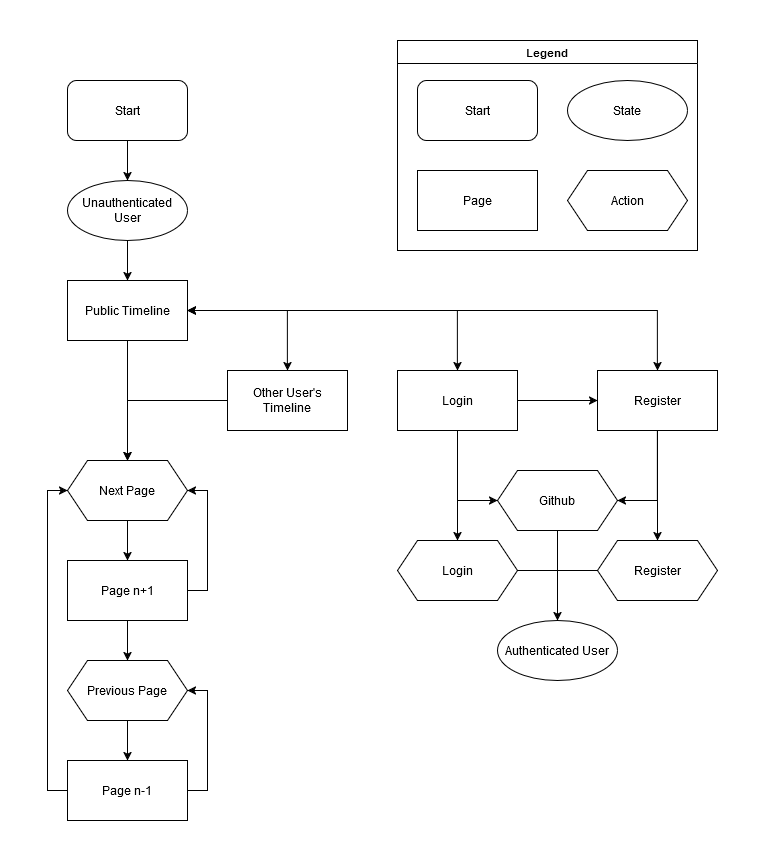 Legend
Start
State
Page
Action
Start
Unauthenticated
User
Public Timeline
Other User's
Timeline
Login
Register
Next Page
Github
Login
Register
Page n+1
Authenticated User
Previous Page
Page n-1